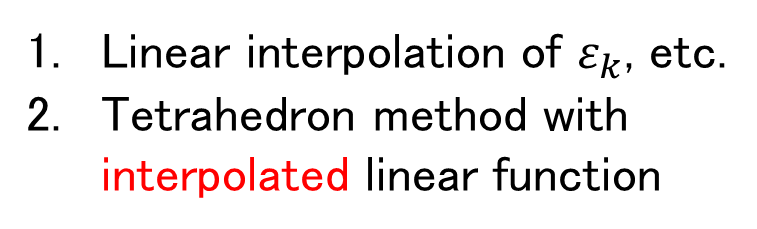 1. Linear interpolation of εₖ, etc.
2. Tetrahedron method with
interpolated linear function